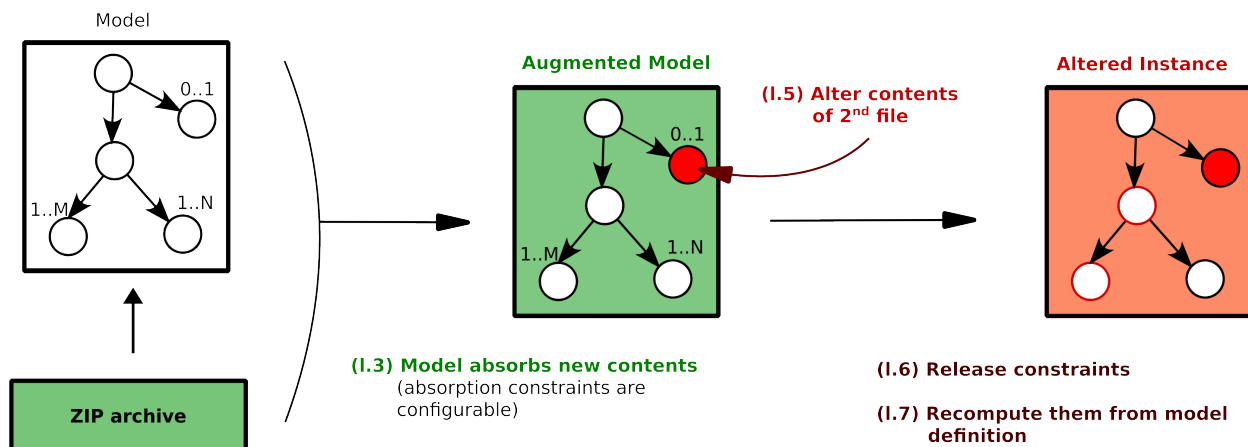 Model
0..1
1..M
1..N
ZIP archive
Augmented Model
0..1
1..M
1..N
(l.3) Model absorbs new contents
(absorption constraints are
configurable)
(l.5) Alter contents
of 2nd file
Altered Instance
(l.6) Release constraints
(l.7) Recompute them from model
definition